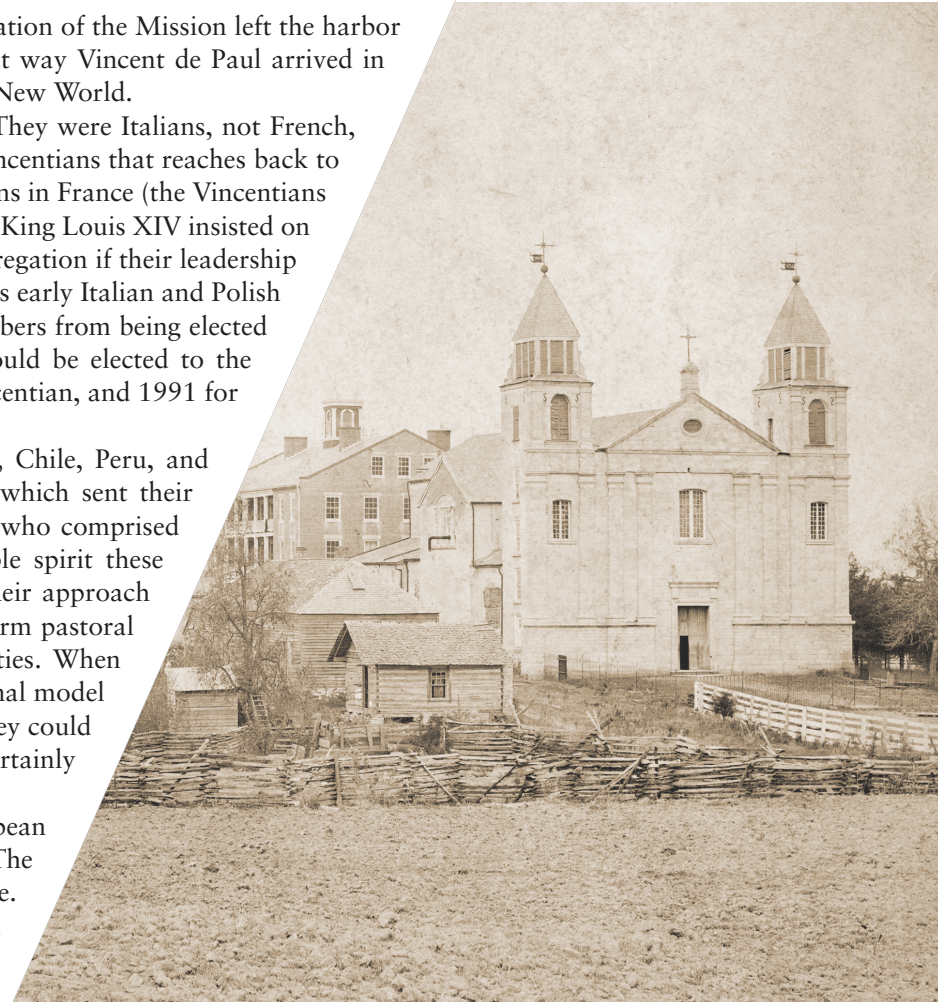 ation of the Mission left the harbor
t way Vincent de Paul arrived in
New World.
They were Italians, not French,
ncentians that reaches back to
ns in France (the Vincentians
King Louis XIV insisted on
regation if their leadership
s early Italian and Polish
bers from being elected
ould be elected to the
centian, and 1991 for
, Chile, Peru, and
which sent their
who comprised
le spirit these
eir approach
rm pastoral
ties. When
nal model
ey could
rtainly
pean
The
e.